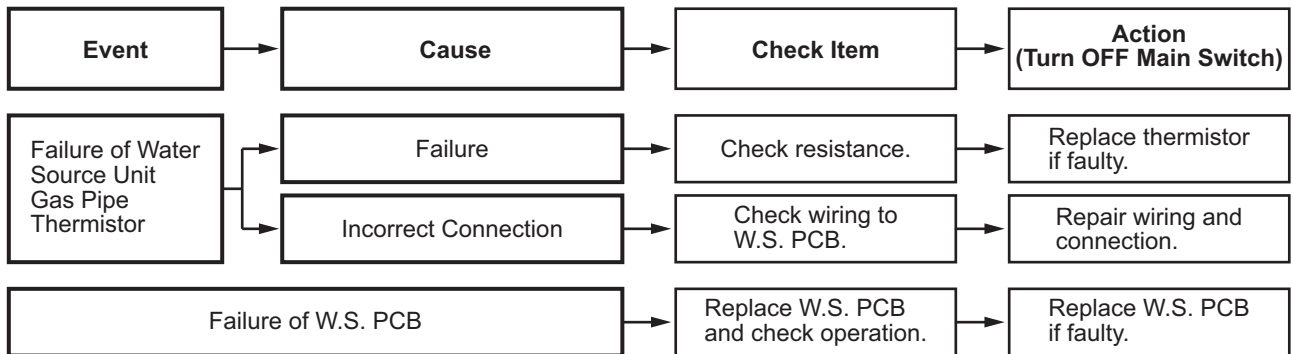 Event
Cause
Check Item
Action
(Turn OFF Main Switch)
Failure of Water
Source Unit
Gas Pipe
Thermistor
Failure
Check resistance.
Replace thermistor
if faulty.
Incorrect Connection
Check wiring to
W.S. PCB.
Repair wiring and
connection.
Failure of W.S. PCB
Replace W.S. PCB
and check operation.
Replace W.S. PCB
if faulty.